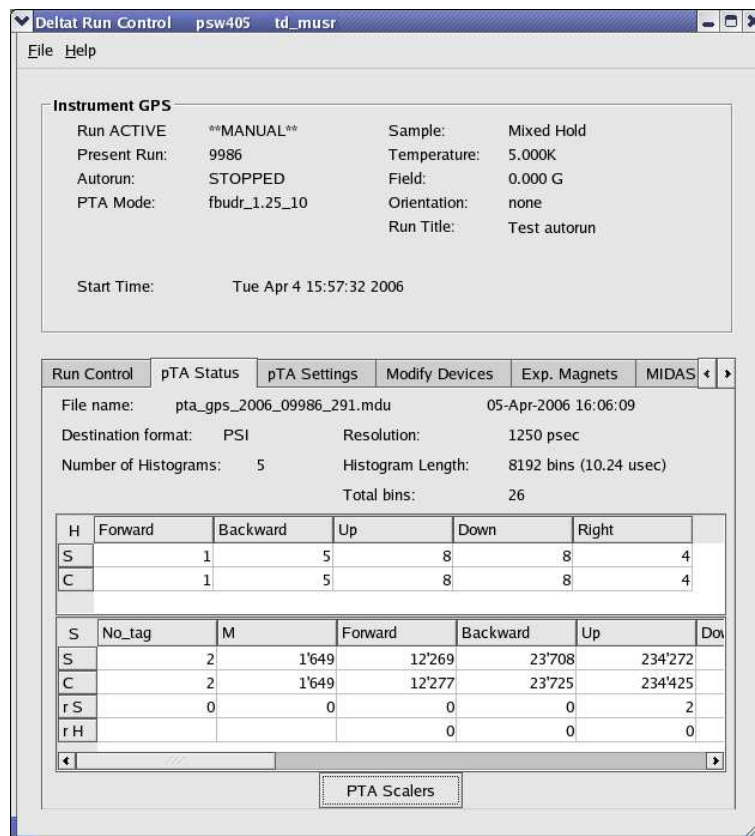 Deltat Run Control psw405 td_musr
File Help
Instrument GPS
Run ACTIVE **MANUAL** Sample: Mixed Hold
Present Run: 9986 Temperature: 5.000K
Autorun: STOPPED Field: 0.000 G
PTA Mode: fbudr_1.25_10 Orientation: none
Run Title: Test autorun
Start Time: Tue Apr 4 15:57:32 2006
Run Control pTA Status pTA Settings Modify Devices Exp. Magnets MIDAS
File name: pta_gps_2006_09986_291.mdu 05-Apr-2006 16:06:09
Destination format: PSI Resolution: 1250 psec
Number of Histograms: 5 Histogram Length: 8192 bins (10.24 usec)
Total bins: 26
H Forward Backward Up Down Right
S 1 5 8 8 4
C 1 5 8 8 4
S No_tag M Forward Backward Up Dov
S 2 1'649 12'269 23'708 234'272
C 2 1'649 12'277 23'725 234'425
r S 0 0 0 0 2
r H 0 0 0
PTA Scalers